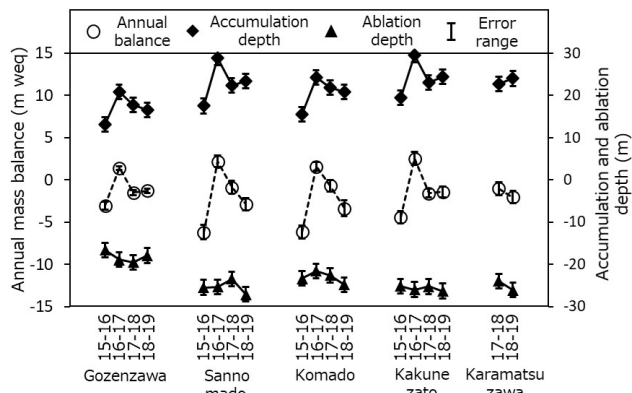 Annual balance
Accumulation depth
Ablation depth
Error range
Annual mass balance (m weq)
15
10
5
0
-5
-10
-15
30
20
10
0
-10
-20
-30
Accumulation and ablation depth (m)
15-16
16-17
17-18
18-19
15-16
16-17
17-18
18-19
15-16
16-17
17-18
18-19
15-16
16-17
17-18
18-19
17-18
18-19
Gozenzawa
Sanno mado
Komado
Kakune zato
Karamatsu zawa